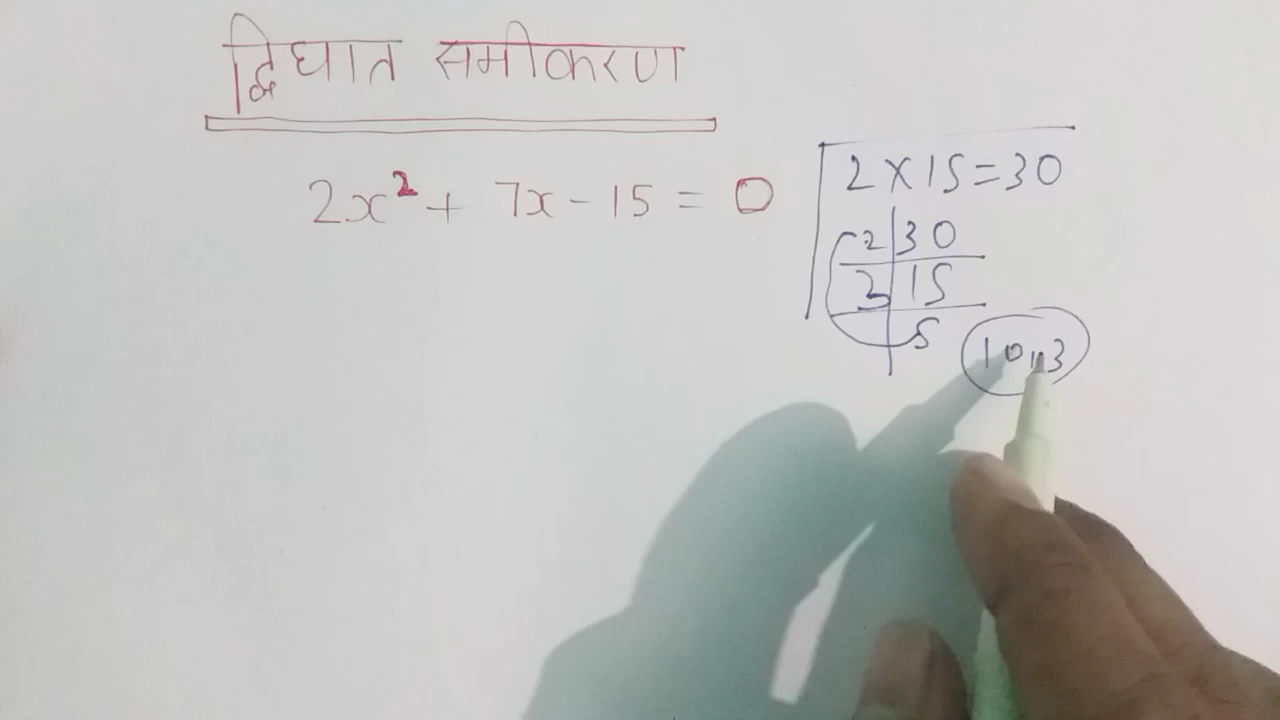 द्विघात समीकरण
2x² + 7x - 15 = 0
2 × 15 = 30
2 | 30
3 | 15
5
10, 3